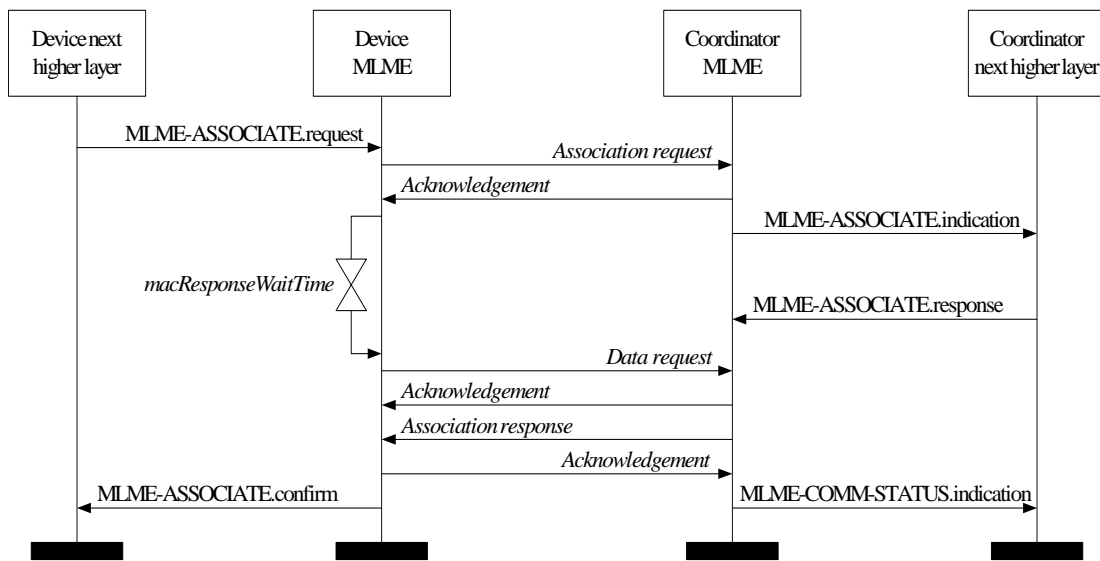 Device next
higher layer
Device
MLME
Coordinator
MLME
Coordinator
next higher layer
MLME-ASSOCIATE.request
Association request
Acknowledgement
MLME-ASSOCIATE.indication
macResponseWaitTime
MLME-ASSOCIATE.response
Data request
Acknowledgement
Association response
Acknowledgement
MLME-ASSOCIATE.confirm
MLME-COMM-STATUS.indication